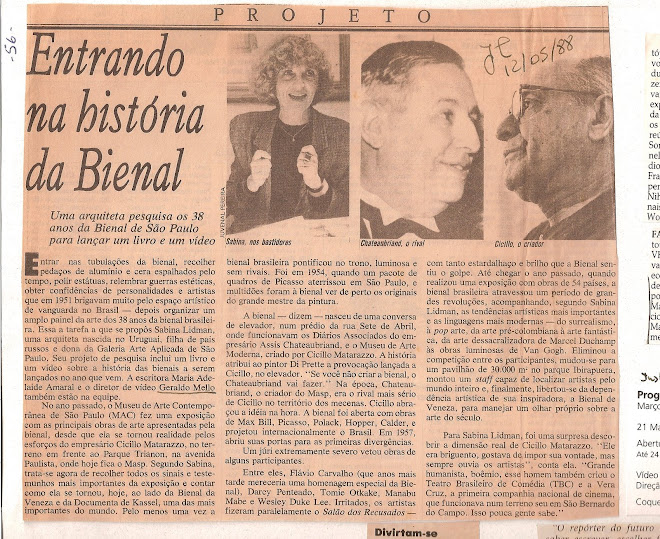 PROJETO
-56-
Entrando
na história
da Bienal
Uma arquiteta pesquisa os 38
anos da Bienal de São Paulo
para lançar um livro e um vídeo
JT
12/05/88
JUVENAL PEREIRA
Sabina, nos bastidores
Chateaubriand, o rival
Cicillo, o criador
Entrar nas tubulações da bienal, recolher
pedaços de alumínio e cera espalhados pelo
tempo, polir estátuas, relembrar guerras estéticas,
obter confidências de personalidades e artistas
que em 1951 brigavam muito pelo espaço artístico
de vanguarda no Brasil — depois organizar um
amplo painel da arte dos 38 anos da bienal brasileira.
Essa a tarefa a que se propôs Sabina Lidman,
uma arquiteta nascida no Uruguai, filha de pais
russos e dona da Galeria Arte Aplicada de São
Paulo. Seu projeto de pesquisa inclui um livro e
um vídeo sobre a história das bienais a serem
lançados no ano que vem. A escritora Maria Ade-
laide Amaral e o diretor de vídeo Geraldo Mello
também estão na equipe.
No ano passado, o Museu de Arte Contempo-
rânea de São Paulo (MAC) fez uma exposição
com as principais obras de arte apresentadas pela
bienal, desde que ela se tornou realidade pelos
esforços do empresário Cicillo Matarazzo, no ter-
reno em frente ao Parque Trianon, na avenida
Paulista, onde hoje fica o Masp. Segundo Sabina,
trata-se agora de recolher todos os sinais e teste-
munhos mais importantes da exposição e contar
como ela se tornou, hoje, ao lado da Bienal da
Veneza e da Documenta de Kassel, uma das mais
importantes do mundo. Pelo menos uma vez a
bienal brasileira pontificou no trono, luminosa e
sem rivais. Foi em 1954, quando um pacote de
quadros de Picasso aterrissou em São Paulo, e
multidões foram à bienal ver de perto os originais
do grande mestre da pintura.
A bienal — dizem — nasceu de uma conversa
de elevador, num prédio da rua Sete de Abril,
onde funcionavam os Diários Associados do em-
presário Assis Chateaubriand, e o Museu de Arte
Moderna, criado por Cicillo Matarazzo. A história
atribui ao pintor Di Prette a provocação lançada a
Cicillo, no elevador. "Se você não criar a bienal, o
Chateaubriand vai fazer." Na época, Chateau-
briand, o criador do Masp, era o rival mais sério
de Cicillo no território dos mecenas. Cicillo abra-
çou a idéia na hora. A bienal foi aberta com obras
de Max Bill, Picasso, Polack, Hopper, Calder, e
projetou internacionalmente o Brasil. Em 1957,
abriu suas portas para as primeiras divergências.
Um júri extremamente severo vetou obras de
alguns participantes.
Entre eles, Flávio Carvalho (que anos mais
tarde mereceria uma homenagem especial da Bie-
nal), Darcy Penteado, Tomie Otkake, Manabu
Mabe e Wesley Duke Lee. Irritados, os artistas
fizeram paralelamente o Salão dos Recusados —
com tanto estardalhaço e brilho que a Bienal sen-
tiu o golpe. Até chegar o ano passado, quando
realizou uma exposição com obras de 54 países, a
bienal brasileira atravessou um período de gran-
des revoluções, acompanhando, segundo Sabina
Lidman, as tendências artísticas mais importantes
e as linguagens mais modernas — do surrealismo,
à pop arte, da arte pré-colombiana à arte fantásti-
ca, da arte dessacralizadora de Marcel Duchamp
às obras luminosas de Van Gogh. Eliminou a
competição entre os participantes, mudou-se para
um pavilhão de 30.000 m² no parque Ibirapuera,
montou um staff capaz de localizar artistas pelo
mundo inteiro e, finalmente, libertou-se da depen-
dência artística de sua inspiradora, a Bienal de
Veneza, para manejar um olhar próprio sobre a
arte do século.
Para Sabina Lidman, foi uma surpresa desco-
brir a dimensão real de Cicillo Matarazzo. "Ele
era briguento, gostava de impor sua vontade, mas
sempre ouvia os artistas", conta ela. "Grande
humanista, boêmio, esse homem também criou o
Teatro Brasileiro de Comédia (TBC) e a Vera
Cruz, a primeira companhia nacional de cinema,
que funcionava num terreno seu em São Bernardo
do Campo. Isso pouca gente sabe."
Divirtam-se
"O repórter do futuro
Prog
Março
21 Ma
Abert
Até 24
Vídeo
Direçã
Coque